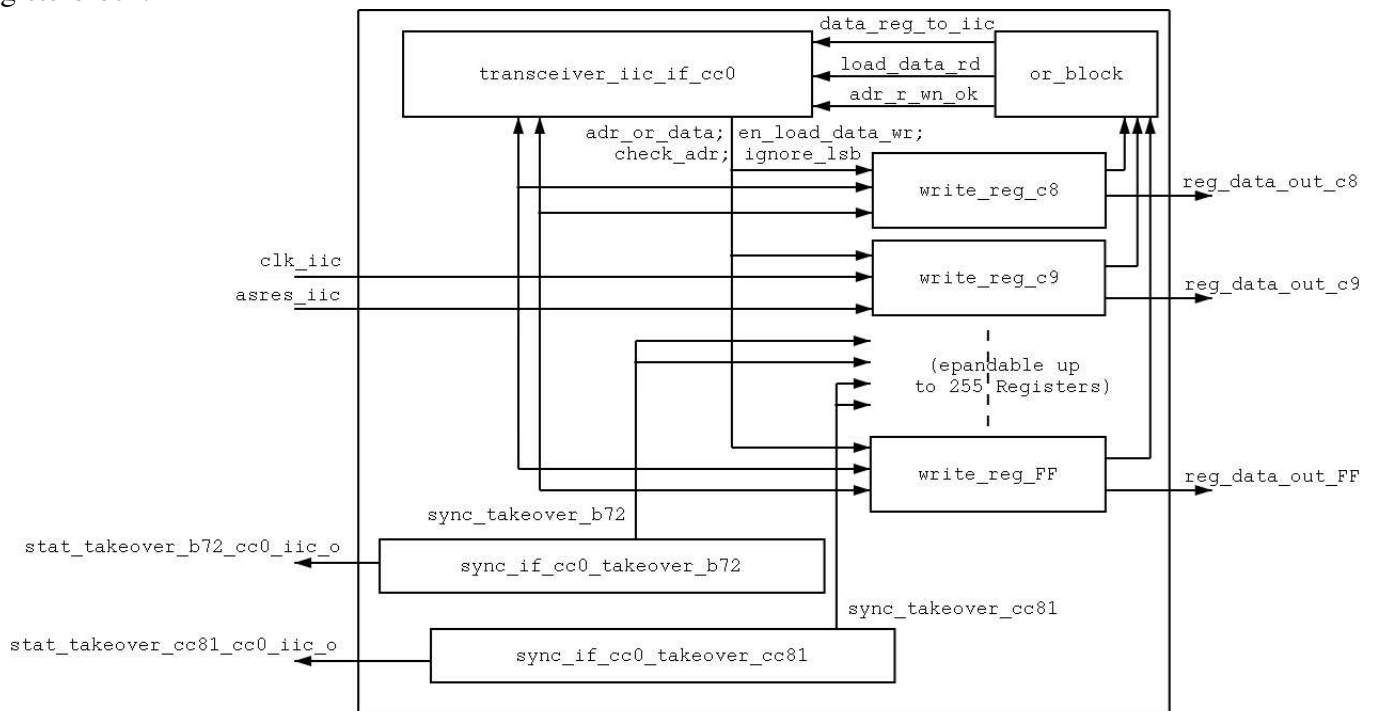 data_reg_to_iic
transceiver_iic_if_cc0
load_data_rd
or_block
adr_r_wn_ok
adr_or_data; en_load_data_wr;
check_adr; ignore_lsb
write_reg_c8
reg_data_out_c8
clk_iic
write_reg_c9
reg_data_out_c9
asres_iic
(epandable up
to 255 Registers)
write_reg_FF
reg_data_out_FF
sync_takeover_b72
stat_takeover_b72_cc0_iic_o
sync_if_cc0_takeover_b72
sync_takeover_cc81
stat_takeover_cc81_cc0_iic_o
sync_if_cc0_takeover_cc81